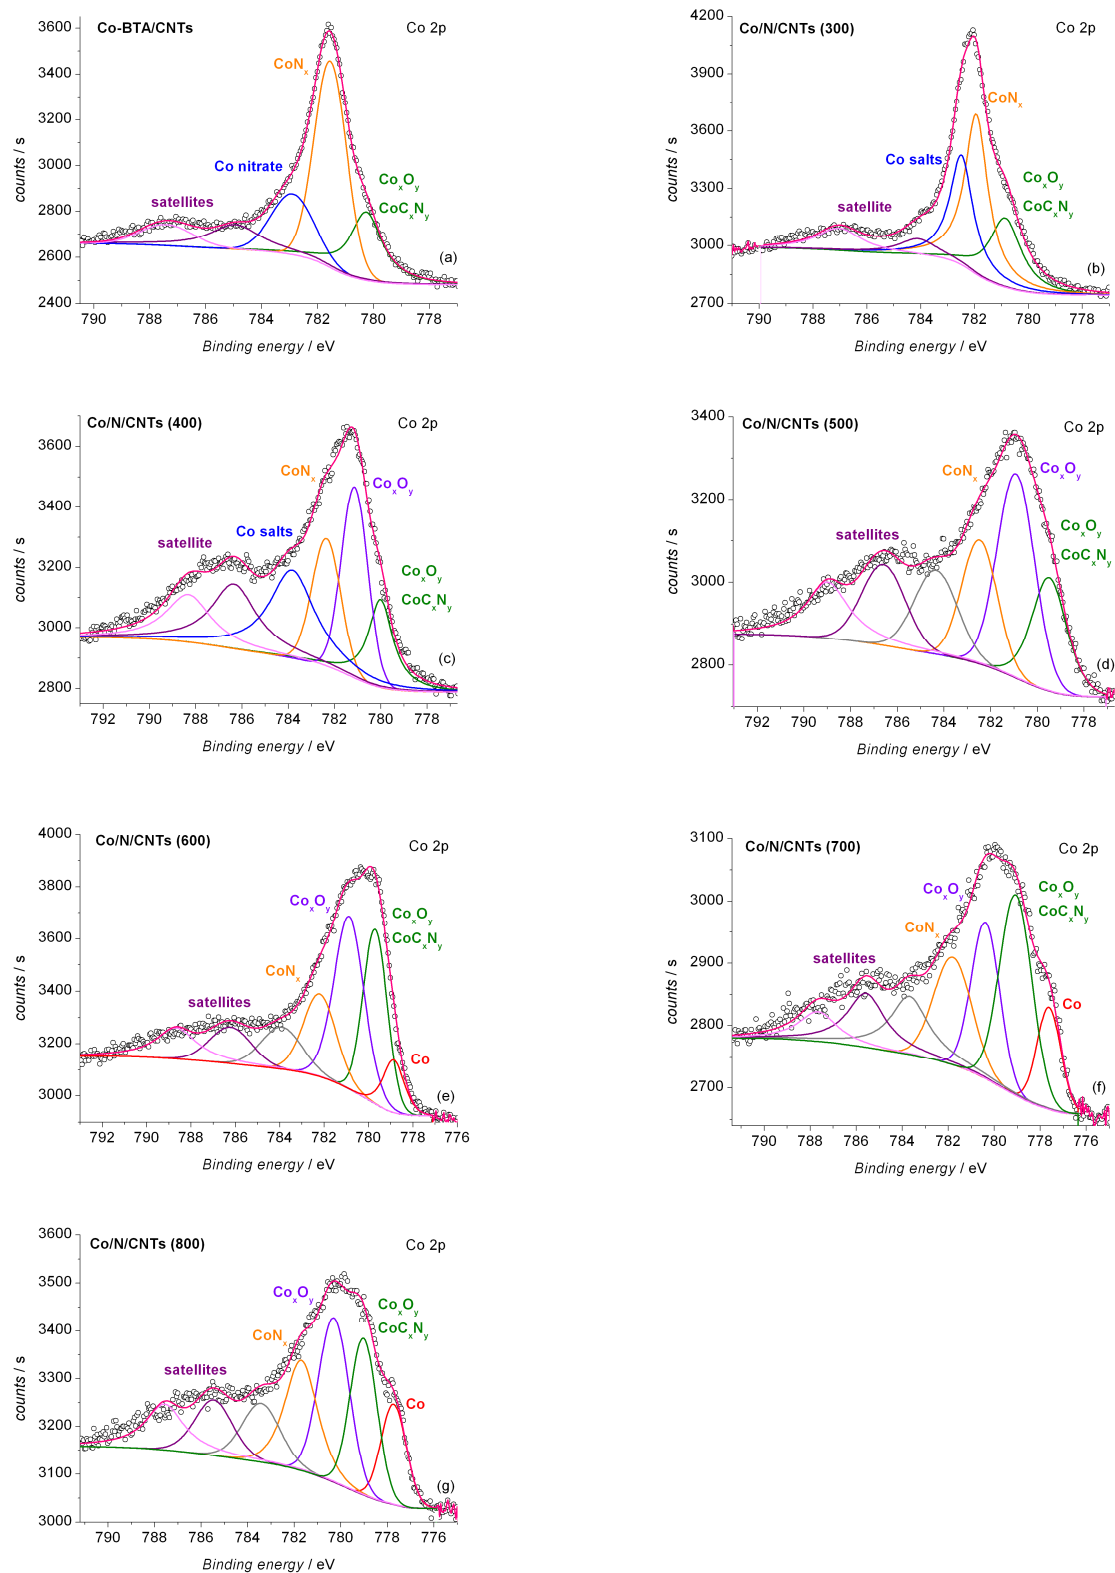 Co-BTA/CNTs
Co 2p
3600
3400
3200
3000
2800
2600
2400
counts / s
CoNx
Co nitrate
satellites
CoxOy
CoCxNy
(a)
790 788 786 784 782 780 778
Binding energy / eV
Co/N/CNTs (300)
Co 2p
4200
3900
3600
3300
3000
2700
counts / s
CoNx
Co salts
satellite
CoxOy
CoCxNy
(b)
790 788 786 784 782 780 778
Binding energy / eV
Co/N/CNTs (400)
Co 2p
3600
3400
3200
3000
2800
counts / s
CoNx
CoxOy
Co salts
satellite
CoxOy
CoCxNy
(c)
792 790 788 786 784 782 780 778
Binding energy / eV
Co/N/CNTs (500)
Co 2p
3400
3200
3000
2800
counts / s
CoNx
CoxOy
satellites
CoxOy
CoCxNy
(d)
792 790 788 786 784 782 780 778
Binding energy / eV
Co/N/CNTs (600)
Co 2p
4000
3800
3600
3400
3200
3000
counts / s
CoxOy
CoxOy
CoCxNy
CoNx
satellites
Co
(e)
792 790 788 786 784 782 780 778 776
Binding energy / eV
Co/N/CNTs (700)
Co 2p
3100
3000
2900
2800
2700
counts / s
CoxOy
CoxOy
CoCxNy
CoNx
satellites
Co
(f)
790 788 786 784 782 780 778 776
Binding energy / eV
Co/N/CNTs (800)
Co 2p
3600
3500
3400
3300
3200
3100
3000
counts / s
CoxOy
CoxOy
CoCxNy
CoNx
satellites
Co
(g)
790 788 786 784 782 780 778 776
Binding energy / eV